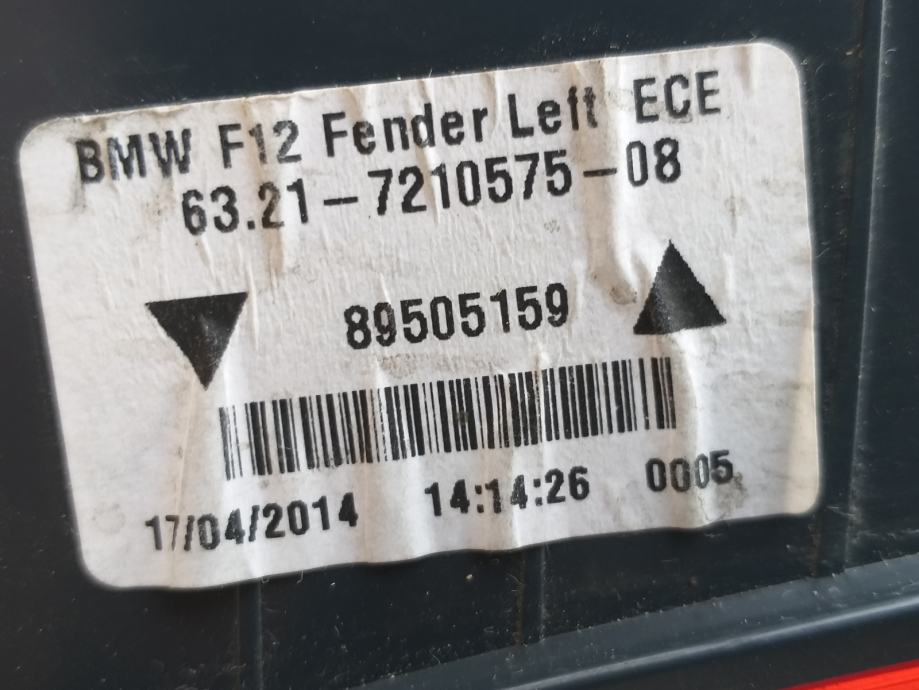 BMW F12 Fender Left ECE
63.21-7210575-08
89505159
17/04/2014 14:14:26 0005